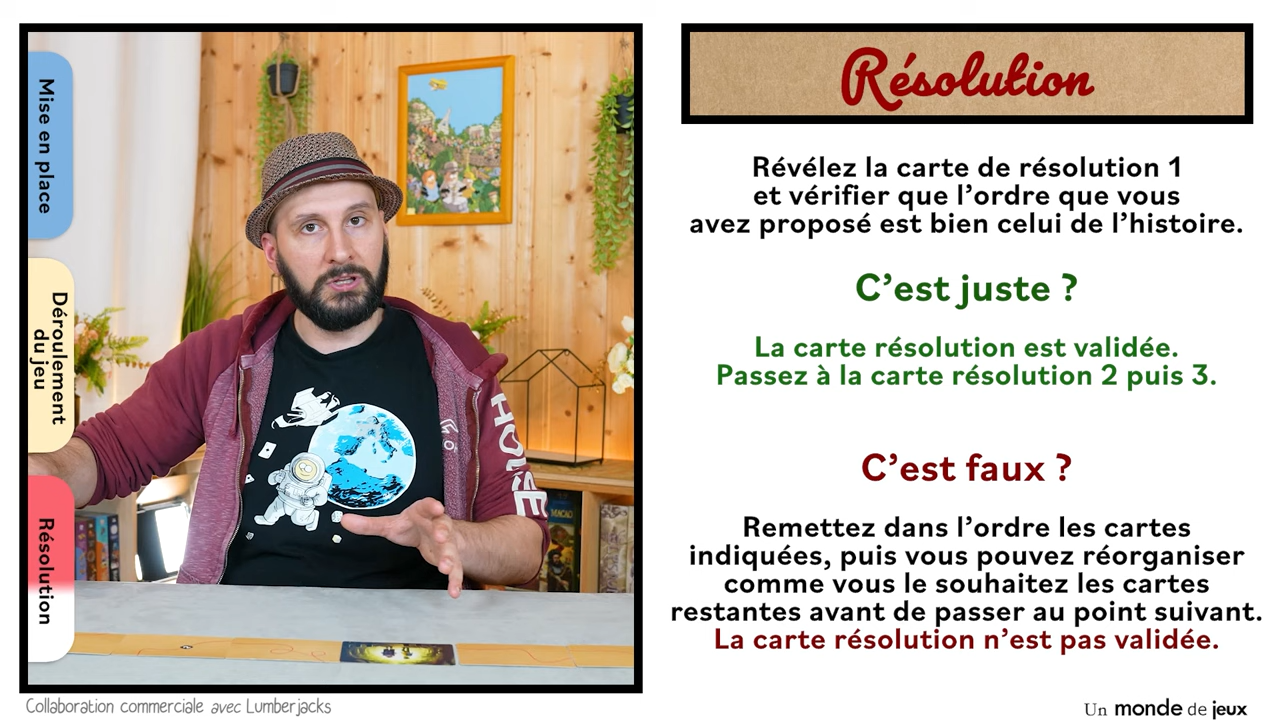 Mise en place
Déroulement
du jeu
Résolution
HOUSE
MACAO
Collaboration commerciale avec Lumberjacks
Résolution
Révélez la carte de résolution 1
et vérifier que l'ordre que vous
avez proposé est bien celui de l'histoire.
C'est juste ?
La carte résolution est validée.
Passez à la carte résolution 2 puis 3.
C'est faux ?
Remettez dans l'ordre les cartes
indiquées, puis vous pouvez réorganiser
comme vous le souhaitez les cartes
restantes avant de passer au point suivant.
La carte résolution n'est pas validée.
Un monde de jeux